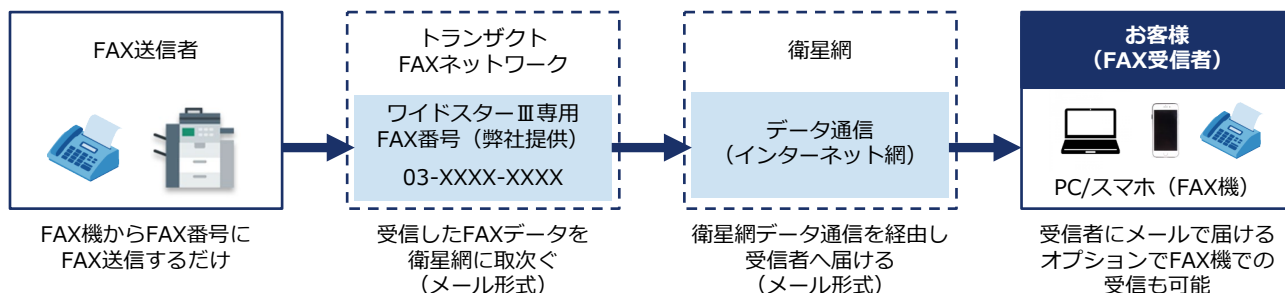 FAX送信者
トランザクト
FAXネットワーク
ワイドスターⅢ専用
FAX番号（弊社提供）
03-XXXX-XXXX
衛星網
データ通信
（インターネット網）
お客様
（FAX受信者）
PC/スマホ（FAX機）
FAX機からFAX番号に
FAX送信するだけ
受信したFAXデータを
衛星網に取次ぐ
（メール形式）
衛星網データ通信を経由し
受信者へ届ける
（メール形式）
受信者にメールで届ける
オプションでFAX機での
受信も可能